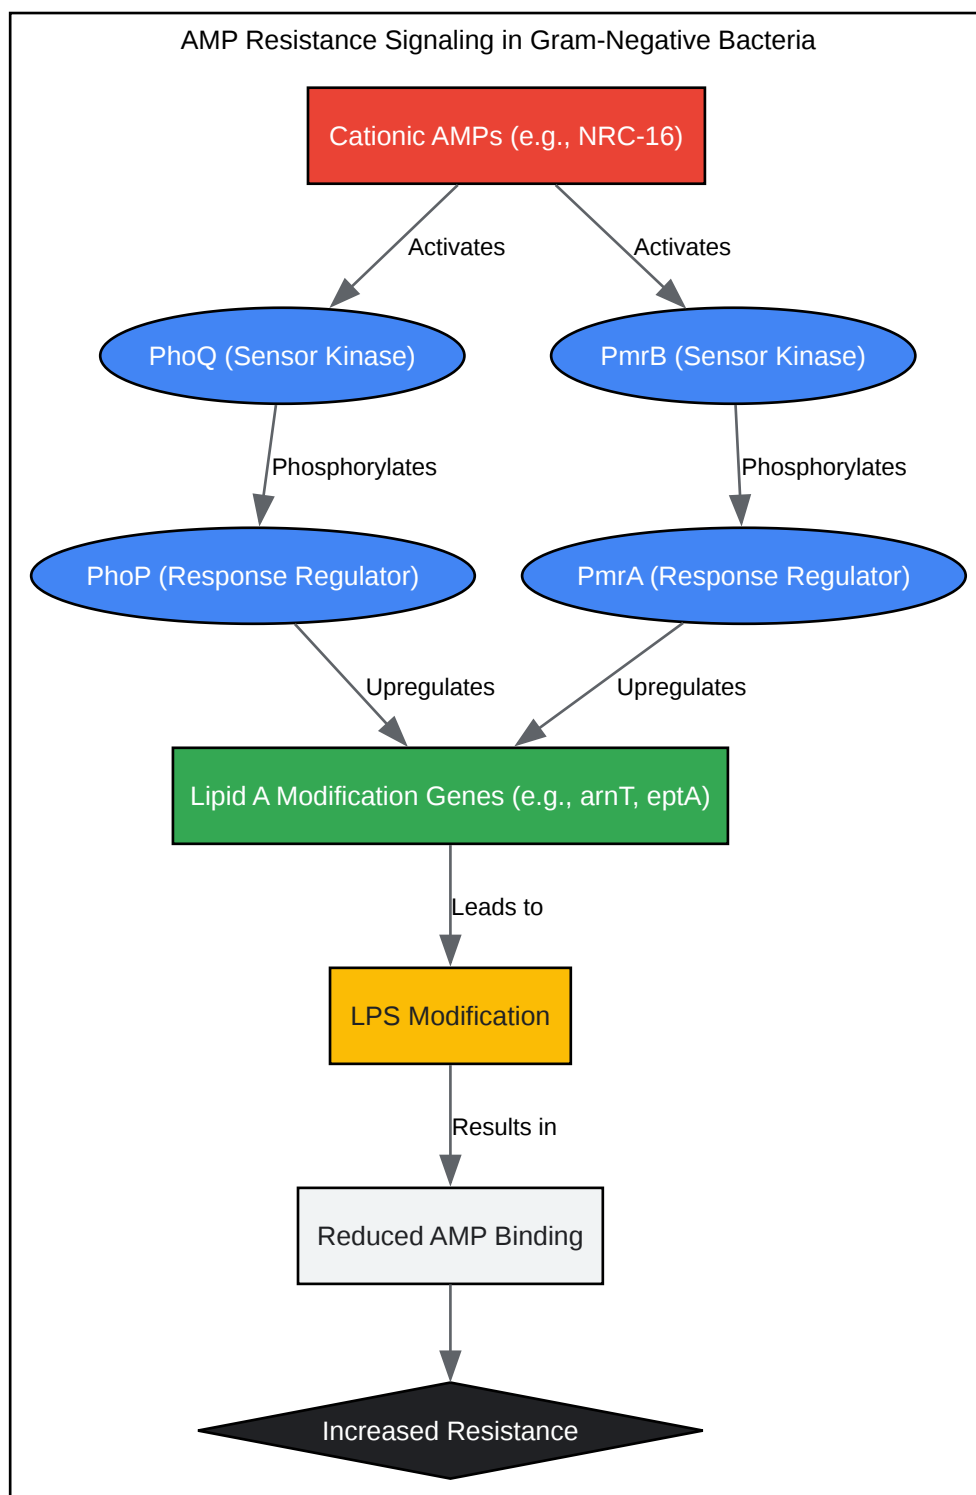 AMP Resistance Signaling in Gram-Negative Bacteria
Cationic AMPs (e.g., NRC-16)
Activates
Activates
PhoQ (Sensor Kinase)
PmrB (Sensor Kinase)
Phosphorylates
Phosphorylates
PhoP (Response Regulator)
PmrA (Response Regulator)
Upregulates
Upregulates
Lipid A Modification Genes (e.g., arnT, eptA)
Leads to
LPS Modification
Results in
Reduced AMP Binding
Increased Resistance